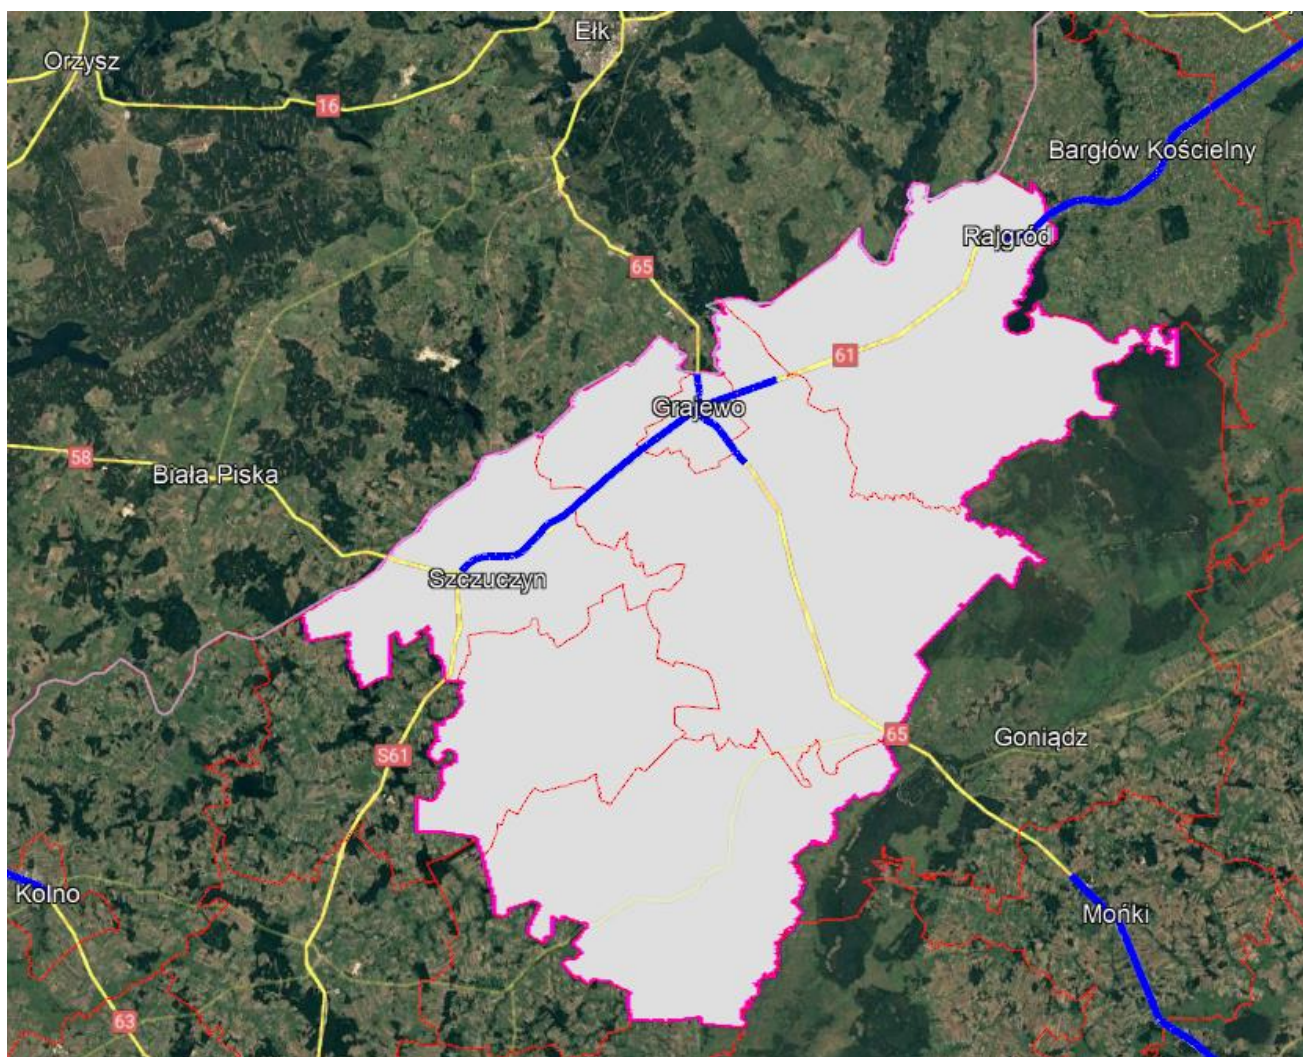 Ełk
Orzysz
16
Bargłów Kościelny
Rajgród
65
61
Grajewo
58
Biała Piska
Szczuczyn
65
Goniądz
S61
Kolno
Mońki
63